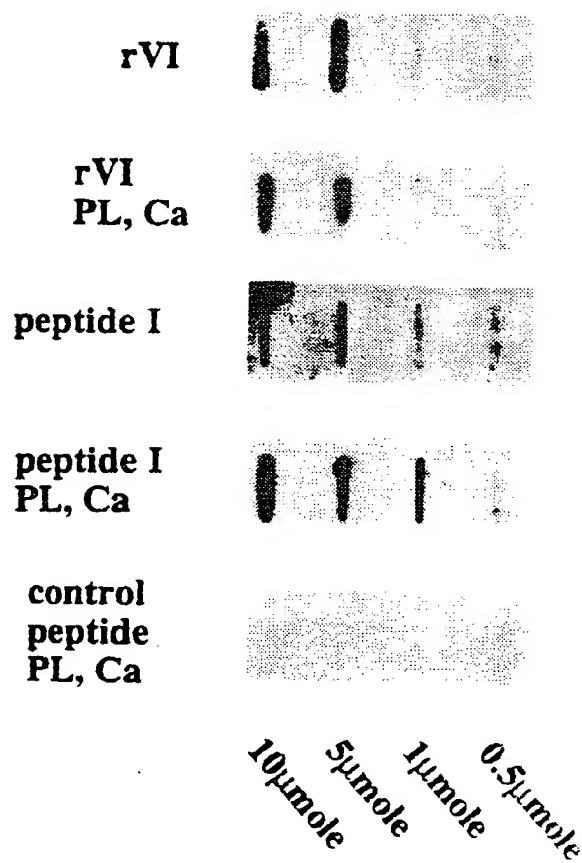 rVI
rVI
PL, Ca
peptide I
peptide I
PL, Ca
control
peptide
PL, Ca
10μmole
5μmole
1μmole
0.5μmole